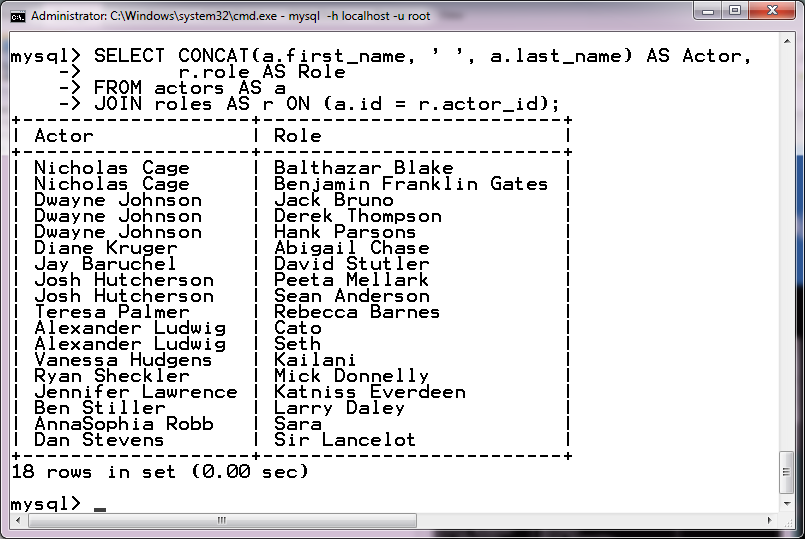 Administrator: C:\Windows\system32\cmd.exe - mysql  -h localhost -u root
mysql> SELECT CONCAT(a.first_name, ' ', a.last_name) AS Actor,
    ->        r.role AS Role
    -> FROM actors AS a
    -> JOIN roles AS r ON (a.id = r.actor_id);
+-------------------+-------------------------+
| Actor             | Role                    |
+-------------------+-------------------------+
| Nicholas Cage     | Balthazar Blake         |
| Nicholas Cage     | Benjamin Franklin Gates |
| Dwayne Johnson    | Jack Bruno              |
| Dwayne Johnson    | Derek Thompson          |
| Dwayne Johnson    | Hank Parsons            |
| Diane Kruger      | Abigail Chase           |
| Jay Baruchel      | David Stutler           |
| Josh Hutcherson   | Peeta Mellark           |
| Josh Hutcherson   | Sean Anderson           |
| Teresa Palmer     | Rebecca Barnes          |
| Alexander Ludwig  | Cato                    |
| Alexander Ludwig  | Seth                    |
| Vanessa Hudgens   | Kailani                 |
| Ryan Sheckler     | Mick Donnelly           |
| Jennifer Lawrence | Katniss Everdeen        |
| Ben Stiller       | Larry Daley             |
| AnnaSophia Robb   | Sara                    |
| Dan Stevens       | Sir Lancelot            |
+-------------------+-------------------------+
18 rows in set (0.00 sec)
mysql> _